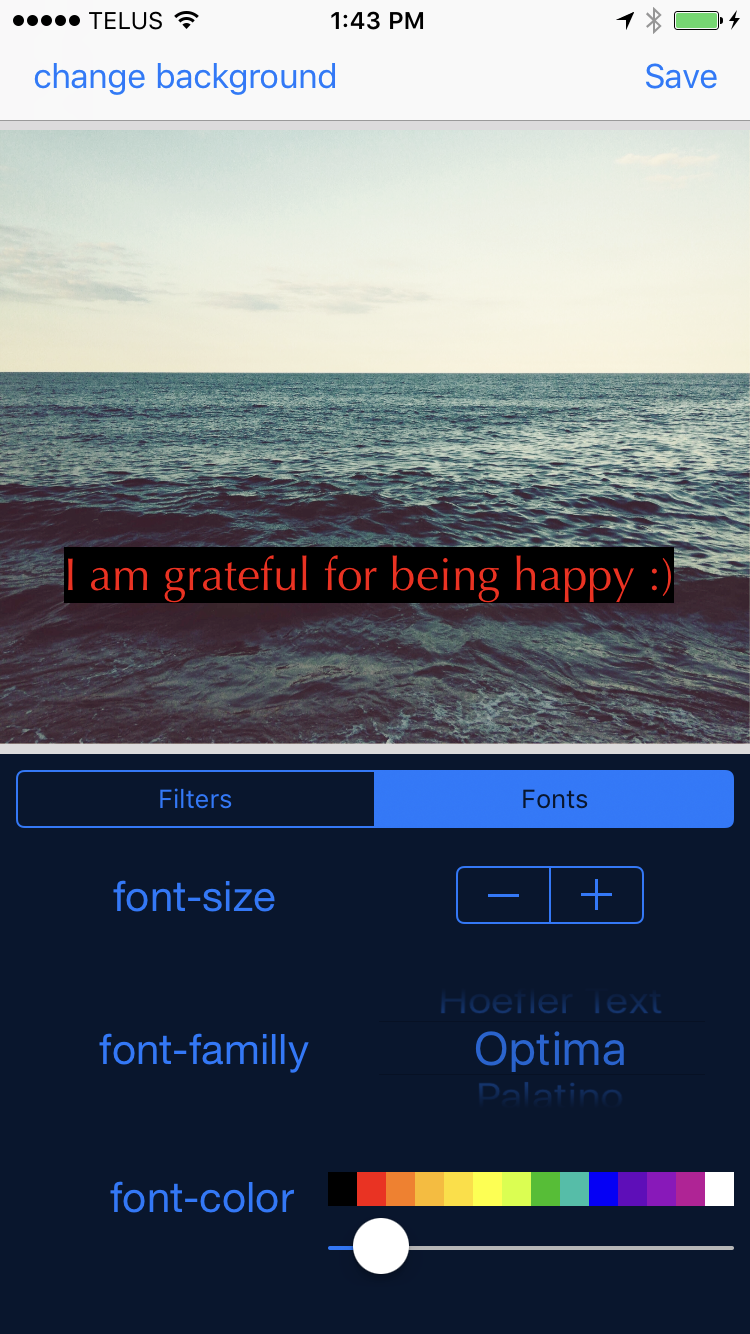 TELUS 1:43 PM
change background Save
I am grateful for being happy :)
Filters Fonts
font-size
Hoefler Text
font-familly Optima
Palatino
font-color